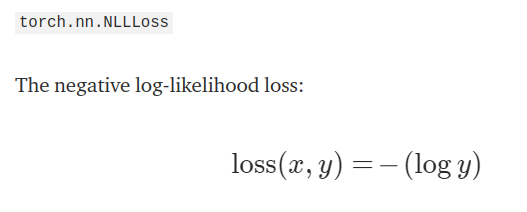 torch.nn.NLLLoss
The negative log-likelihood loss:
loss(x, y) = −(log y)